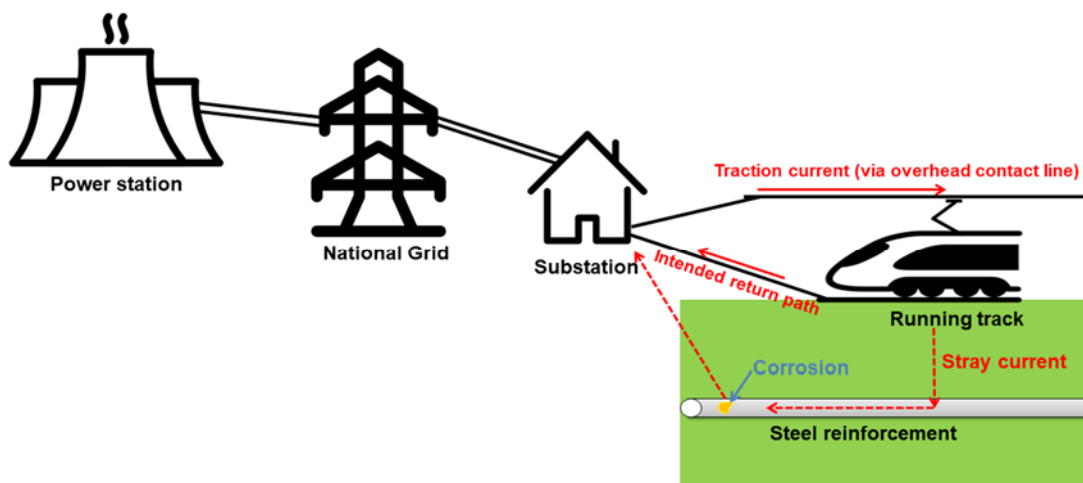 Power station
National Grid
Substation
Traction current (via overhead contact line)
Intended return
path
Running track
Stray current
Corrosion
Steel reinforcement